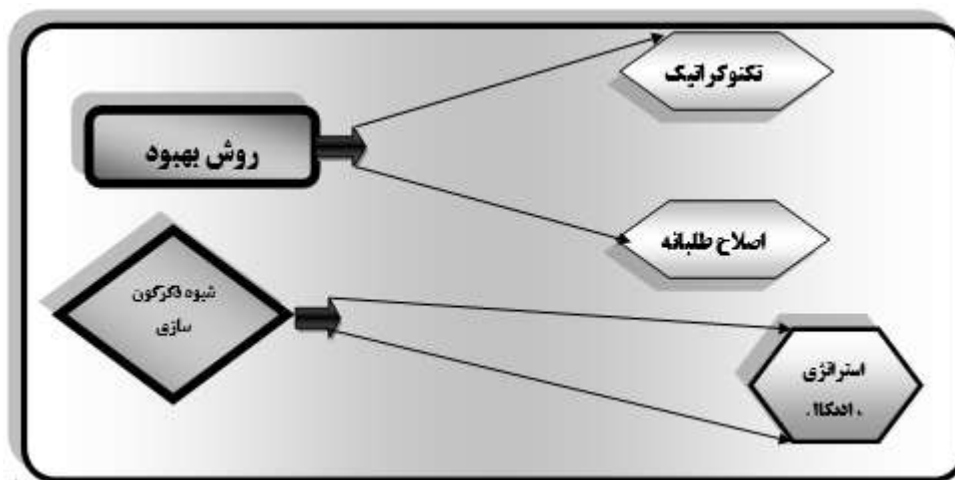 تکنوکراتیک
روش بهبود
اصلاح طلبانه
شیوه دگرگون
سازی
استراتژی